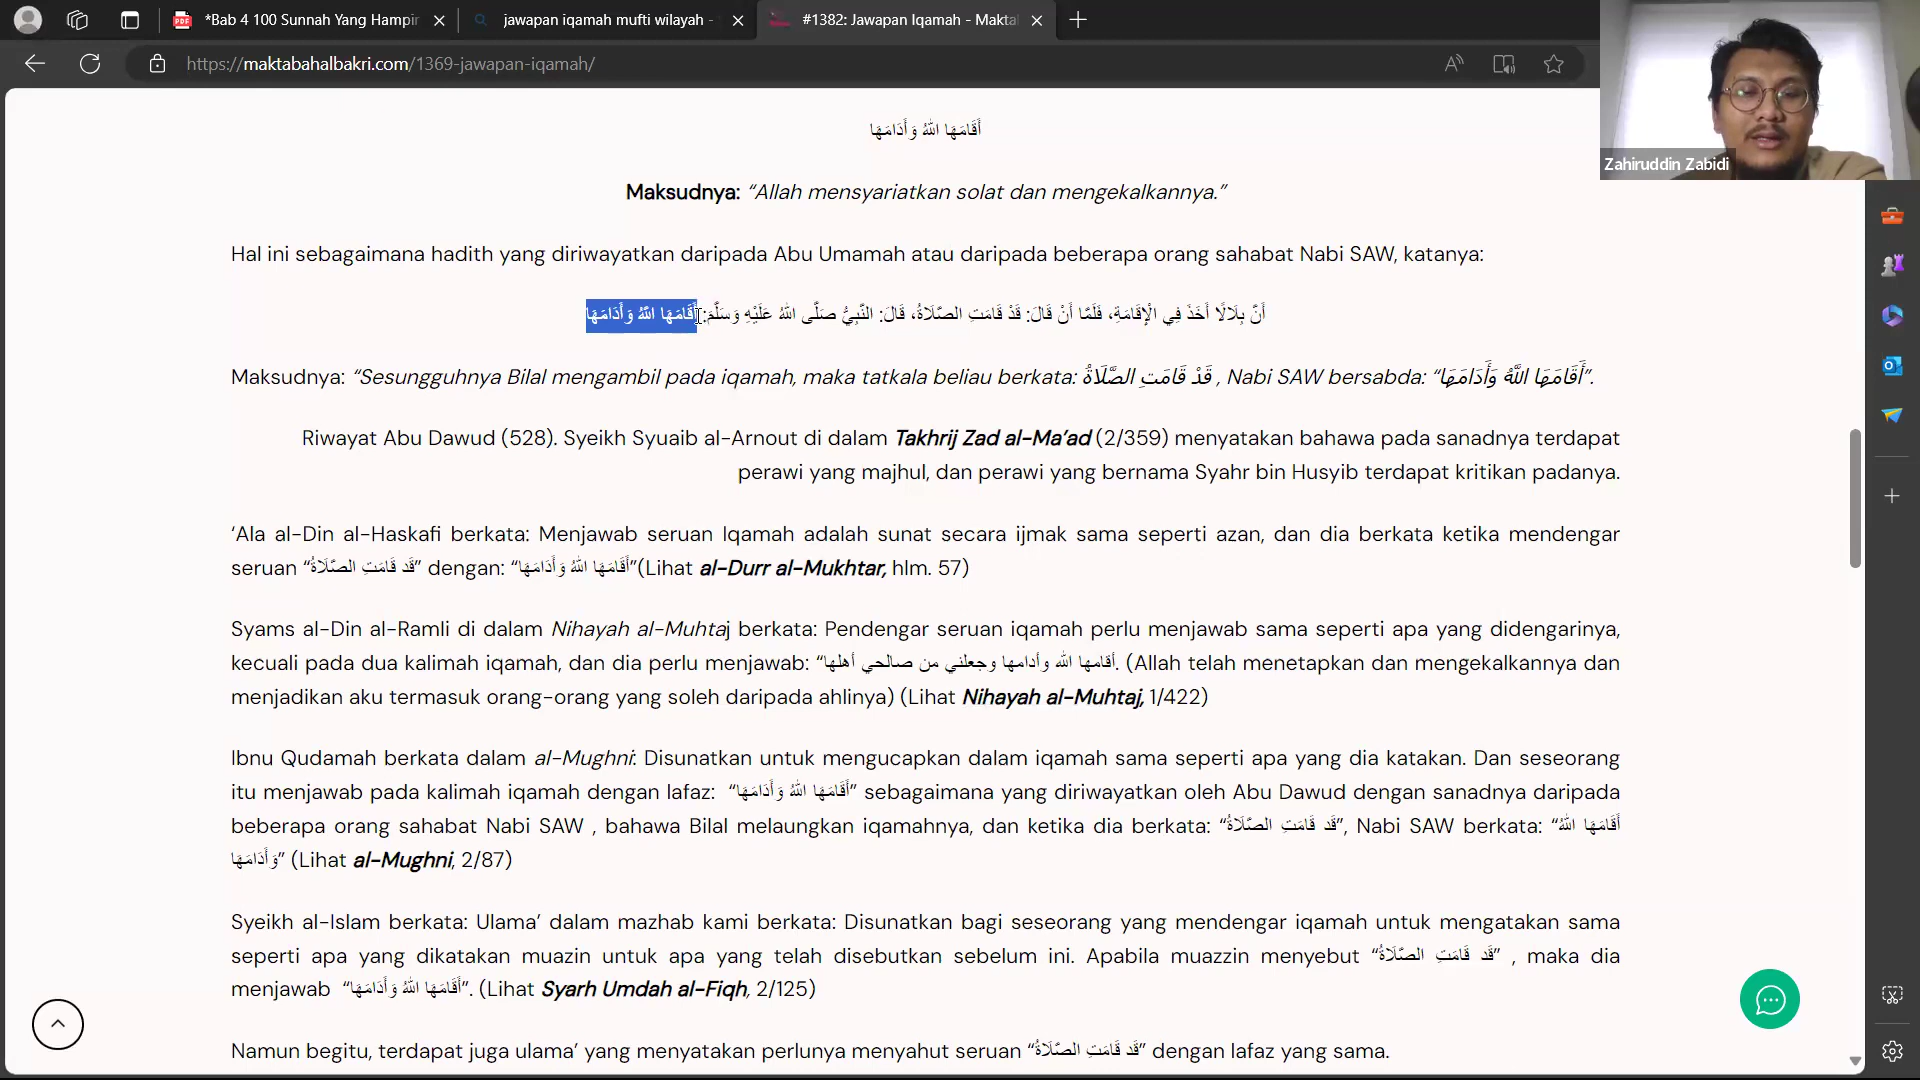 *Bab 4 100 Sunnah Yang Hampir
jawapan iqamah mufti wilayah -
#1382: Jawapan Iqamah - Maktab
https://maktabahalbakri.com/1369-jawapan-iqamah/
Zahiruddin Zabidi
أَقَامَهَا اللهُ وَأَدَامَهَا
Maksudnya: “Allah mensyariatkan solat dan mengekalkannya.”
Hal ini sebagaimana hadith yang diriwayatkan daripada Abu Umamah atau daripada beberapa orang sahabat Nabi SAW, katanya:
أَنَّ بِلَالًا أَخَذَ فِي الْإِقَامَةِ، فَلَمَّا أَنْ قَالَ: قَدْ قَامَتِ الصَّلَاةُ، قَالَ: النَّبِيُّ صَلَّى اللهُ عَلَيْهِ وَسَلَّمَ: أَقَامَهَا اللَّهُ وَأَدَامَهَا
Maksudnya: “Sesungguhnya Bilal mengambil pada iqamah, maka tatkala beliau berkata: قَدْ قَامَتِ الصَّلَاةُ , Nabi SAW bersabda: “أَقَامَهَا اللَّهُ وَأَدَامَهَا”.
Riwayat Abu Dawud (528). Syeikh Syuaib al-Arnout di dalam Takhrij Zad al-Ma’ad (2/359) menyatakan bahawa pada sanadnya terdapat
perawi yang majhul, dan perawi yang bernama Syahr bin Husyib terdapat kritikan padanya.
‘Ala al-Din al-Haskafi berkata: Menjawab seruan Iqamah adalah sunat secara ijmak sama seperti azan, dan dia berkata ketika mendengar
seruan “قَد قَامَتِ الصَّلَاةُ” dengan: “أَقَامَهَا اللهُ وَأَدَامَهَا”(Lihat al-Durr al-Mukhtar, hlm. 57)
Syams al-Din al-Ramli di dalam Nihayah al-Muhtaj berkata: Pendengar seruan iqamah perlu menjawab sama seperti apa yang didengarinya,
kecuali pada dua kalimah iqamah, dan dia perlu menjawab: “أقامها الله وأدامها وجعلني من صالحي أهلها. (Allah telah menetapkan dan mengekalkannya dan
menjadikan aku termasuk orang-orang yang soleh daripada ahlinya) (Lihat Nihayah al-Muhtaj, 1/422)
Ibnu Qudamah berkata dalam al-Mughni: Disunatkan untuk mengucapkan dalam iqamah sama seperti apa yang dia katakan. Dan seseorang
itu menjawab pada kalimah iqamah dengan lafaz: “أَقَامَهَا اللهُ وَأَدَامَهَا” sebagaimana yang diriwayatkan oleh Abu Dawud dengan sanadnya daripada
beberapa orang sahabat Nabi SAW , bahawa Bilal melaungkan iqamahnya, dan ketika dia berkata: “قَد قَامَتِ الصَّلَاةُ”, Nabi SAW berkata: “أَقَامَهَا اللهُ
وَأَدَامَهَا” (Lihat al-Mughni, 2/87)
Syeikh al-Islam berkata: Ulama’ dalam mazhab kami berkata: Disunatkan bagi seseorang yang mendengar iqamah untuk mengatakan sama
seperti apa yang dikatakan muazin untuk apa yang telah disebutkan sebelum ini. Apabila muazzin menyebut “قَد قَامَتِ الصَّلَاةُ” , maka dia
menjawab “أَقَامَهَا اللهُ وَأَدَامَهَا”. (Lihat Syarh Umdah al-Fiqh, 2/125)
Namun begitu, terdapat juga ulama’ yang menyatakan perlunya menyahut seruan “قَد قَامَتِ الصَّلَاةُ” dengan lafaz yang sama.